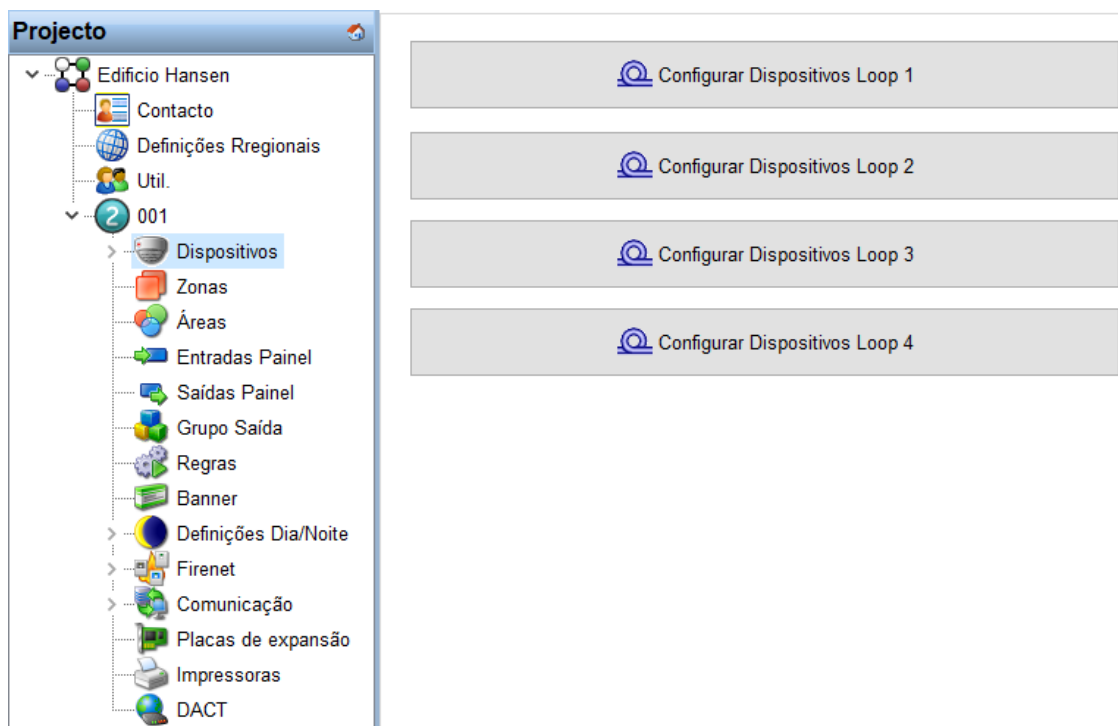 Projecto
Edificio Hansen
Contacto
Definições Rregionais
Util.
2 001
Dispositivos
Zonas
Áreas
Entradas Painel
Saídas Painel
Grupo Saída
Regras
Banner
Definições Dia/Noite
Firenet
Comunicação
Placas de expansão
Impressoras
DACT
Configurar Dispositivos Loop 1
Configurar Dispositivos Loop 2
Configurar Dispositivos Loop 3
Configurar Dispositivos Loop 4